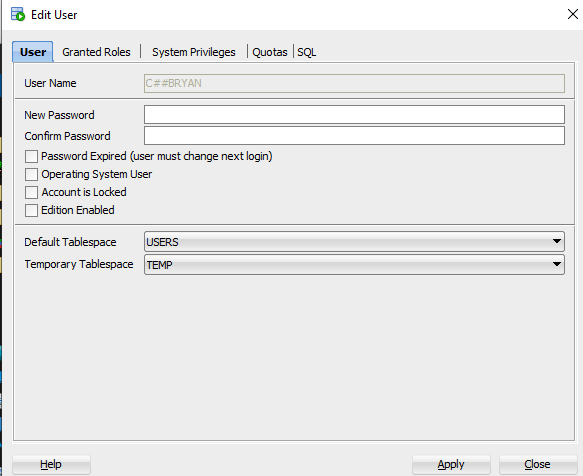 Edit User
User Granted Roles System Privileges Quotas SQL
User Name C##BRYAN
New Password
Confirm Password
Password Expired (user must change next login)
Operating System User
Account is Locked
Edition Enabled
Default Tablespace USERS
Temporary Tablespace TEMP
Help Apply Close